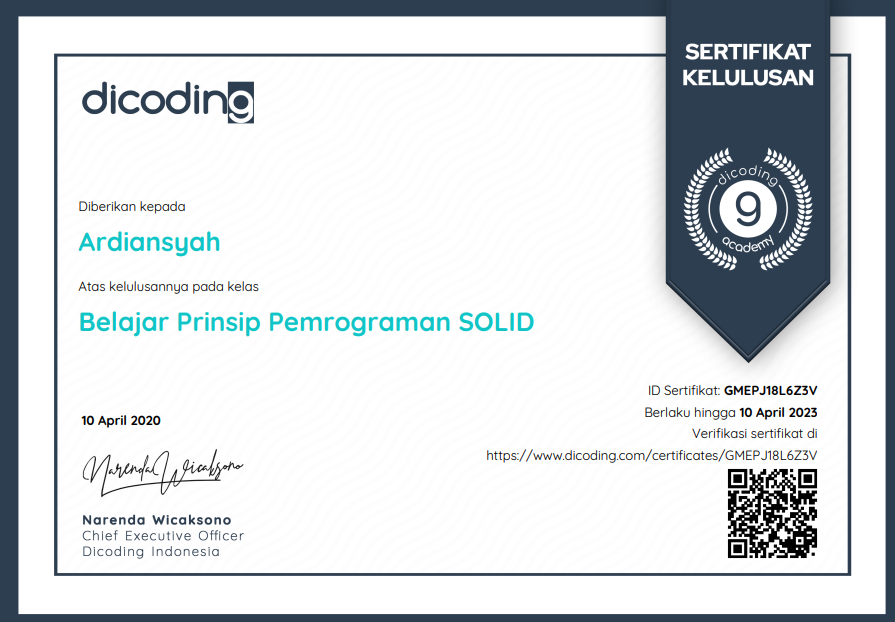 SERTIFIKAT
KELULUSAN
dicoding
dicoding
g
academy
Diberikan kepada
Ardiansyah
Atas kelulusannya pada kelas
Belajar Prinsip Pemrograman SOLID
ID Sertifikat: GMEPJ18L6Z3V
Berlaku hingga 10 April 2023
Verifikasi sertifikat di
https://www.dicoding.com/certificates/GMEPJ18L6Z3V
10 April 2020
Narenda Wicaksono
Narenda Wicaksono
Chief Executive Officer
Dicoding Indonesia